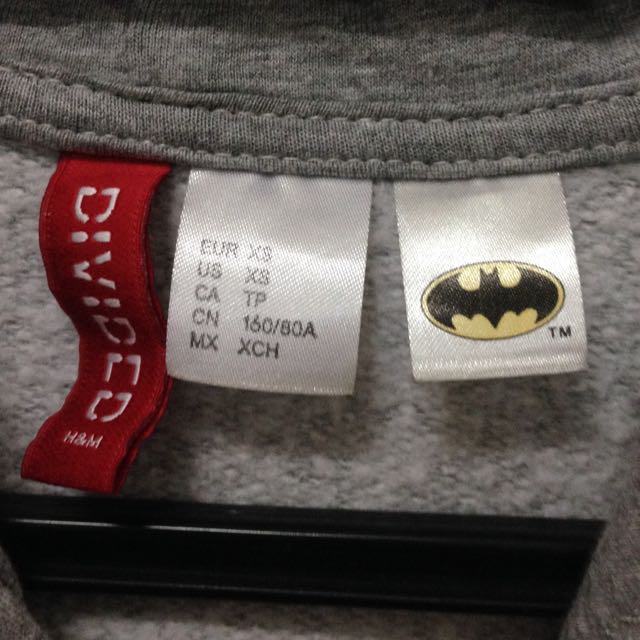 DIVIDED
H&M
EUR XS
US XS
CA TP
CN 160/80A
MX XCH
TM